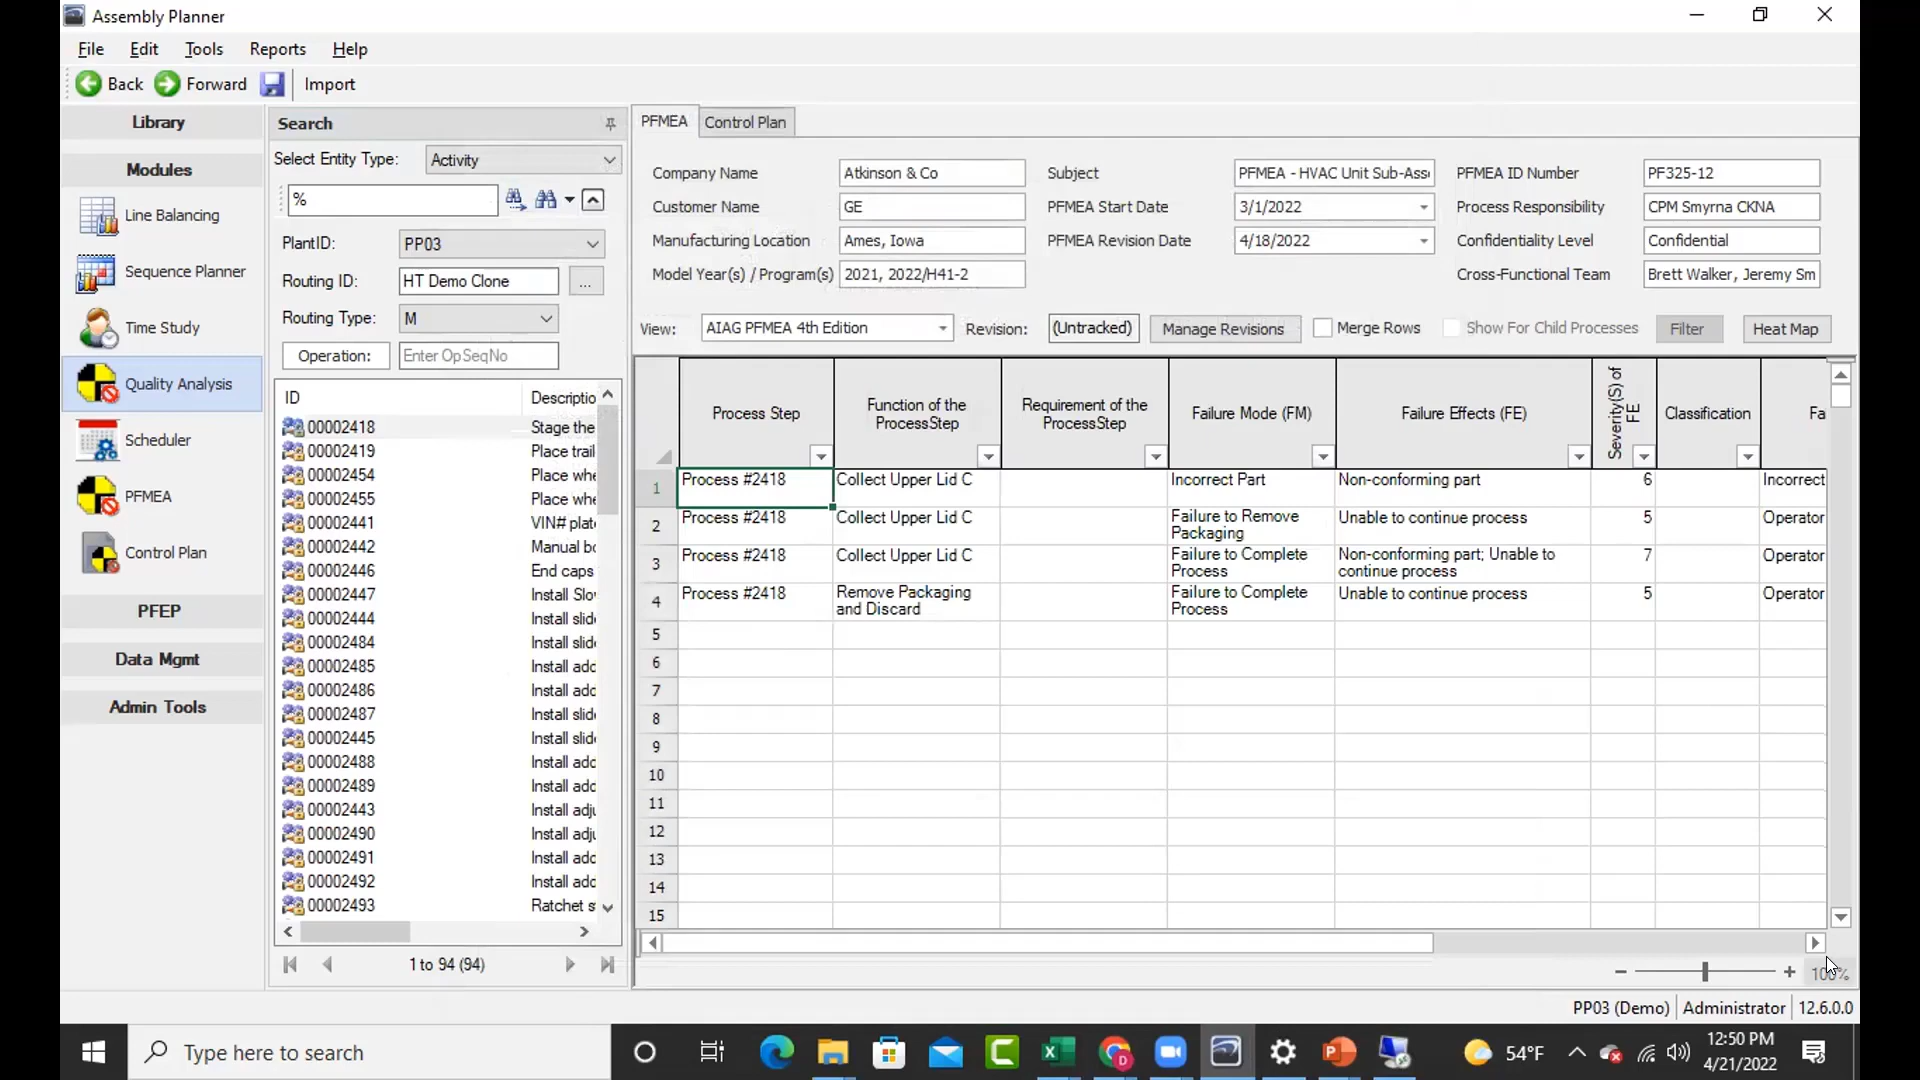 Assembly Planner
File Edit Tools Reports Help
Back Forward Import
Library
Modules
Line Balancing
Sequence Planner
Time Study
Quality Analysis
Scheduler
PFMEA
Control Plan
PFEP
Data Mgmt
Admin Tools
Search
Select Entity Type: Activity
%
PlantID: PP03
Routing ID: HT Demo Clone ...
Routing Type: M
Operation: Enter OpSeqNo
ID Descriptio
00002418 Stage the
00002419 Place trail
00002454 Place whe
00002455 Place whe
00002441 VIN# plat
00002442 Manual bo
00002446 End caps
00002447 Install Slo
00002444 Install slid
00002484 Install slid
00002485 Install add
00002486 Install add
00002487 Install slid
00002445 Install slid
00002488 Install add
00002489 Install add
00002443 Install adju
00002490 Install adju
00002491 Install add
00002492 Install add
00002493 Ratchet s
1 to 94 (94)
PFMEA Control Plan
Company Name Atkinson & Co Subject PFMEA - HVAC Unit Sub-Ass PFMEA ID Number PF325-12
Customer Name GE PFMEA Start Date 3/1/2022 Process Responsibility CPM Smyrna CKNA
Manufacturing Location Ames, Iowa PFMEA Revision Date 4/18/2022 Confidentiality Level Confidential
Model Year(s) / Program(s) 2021, 2022/H41-2 Cross-Functional Team Brett Walker, Jeremy Sm
View: AIAG PFMEA 4th Edition Revision: (Untracked) Manage Revisions Merge Rows Show For Child Processes Filter Heat Map
Process Step
Function of the
ProcessStep
Requirement of the
ProcessStep
Failure Mode (FM)
Failure Effects (FE)
Severity(S) of
FE
Classification
Fa
1 Process #2418 Collect Upper Lid C Incorrect Part Non-conforming part 6 Incorrect
2 Process #2418 Collect Upper Lid C Failure to Remove Unable to continue process 5 Operator
Packaging
3 Process #2418 Collect Upper Lid C Failure to Complete Non-conforming part; Unable to 7 Operator
Process continue process
4 Process #2418 Remove Packaging Failure to Complete Unable to continue process 5 Operator
and Discard Process
5
6
7
8
9
10
11
12
13
14
15
100%
PP03 (Demo) Administrator 12.6.0.0
Type here to search
54°F
12:50 PM
4/21/2022